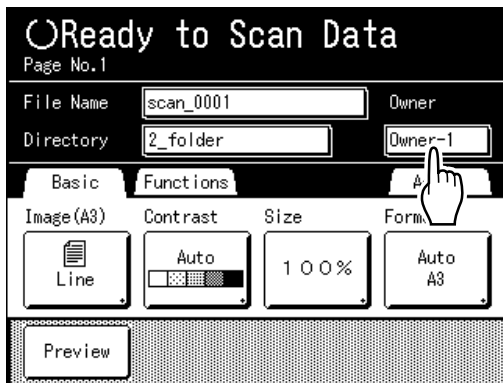 Ready to Scan Data
Page No.1
File Name scan_0001 Owner
Directory 2_folder Owner-1
Basic Functions
Image(A3) Contrast Size
Line Auto 100% Auto
A3
Preview